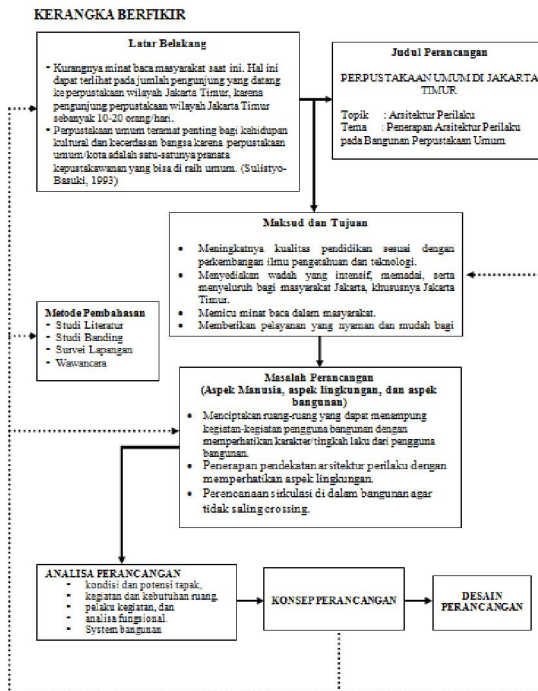 KERANGKA BERFIKIR
Latar Belakang
• Kurangnya minat baca masyarakat saat ini. Hal ini
dapat terlihat pada jumlah pengunjung yang datang
ke perpustakaan wilayah Jakarta Timur, karena
pengunjung perpustakaan wilayah Jakarta Timur
sebanyak 10-20 orang/hari.
• Perpustakaan umum teramat penting bagi kehidupan
kultural dan kecerdasan bangsa karena perpustakaan
umum/kota adalah satu-satunya pranata
kepustakawanan yang bisa di raih umum. (Sulistyo-
Basuki, 1993)
Judul Perancangan
PERPUSTAKAAN UMUM DI JAKARTA
TIMUR
Topik : Arsitektur Perilaku
Tema : Penerapan Arsitektur Perilaku
pada Bangunan Perpustakaan Umum
Maksud dan Tujuan
• Meningkatnya kualitas pendidikan sesuai dengan
perkembangan ilmu pengetahuan dan teknologi.
• Menyediakan wadah yang intensif, memadai, serta
menyeluruh bagi masyarakat Jakarta, khususnya Jakarta
Timur.
• Memicu minat baca dalam masyarakat.
• Memberikan pelayanan yang nyaman dan mudah bagi
Metode Pembahasan
- Studi Literatur
- Studi Banding
- Survei Lapangan
- Wawancara
Masalah Perancangan
(Aspek Manusia, aspek lingkungan, dan aspek
bangunan)
• Menciptakan ruang-ruang yang dapat menampung
kegiatan-kegiatan pengguna bangunan dengan
memperhatikan karakter/tingkah laku dari pengguna
bangunan.
• Penerapan pendekatan arsitektur perilaku dengan
memperhatikan aspek lingkungan.
• Perencanaan sirkulasi di dalam bangunan agar
tidak saling crossing.
ANALISA PERANCANGAN
• kondisi dan potensi tapak,
• kegiatan dan kebutuhan ruang,
• pelaku kegiatan, dan
• analisa fungsional.
• System bangunan
KONSEP PERANCANGAN
DESAIN
PERANCANGAN